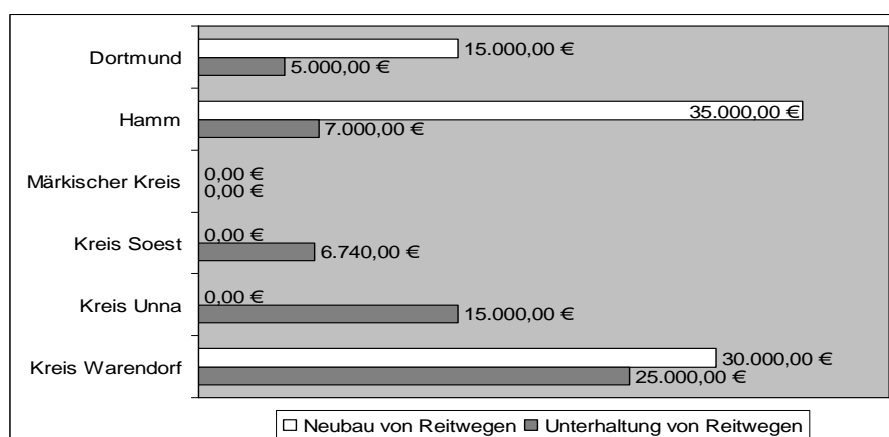 Dortmund
15.000,00 €
5.000,00 €
Hamm
35.000,00 €
7.000,00 €
Märkischer Kreis
0,00 €
0,00 €
Kreis Soest
0,00 €
6.740,00 €
Kreis Unna
0,00 €
15.000,00 €
Kreis Warendorf
30.000,00 €
25.000,00 €
Neubau von Reitwegen Unterhaltung von Reitwegen